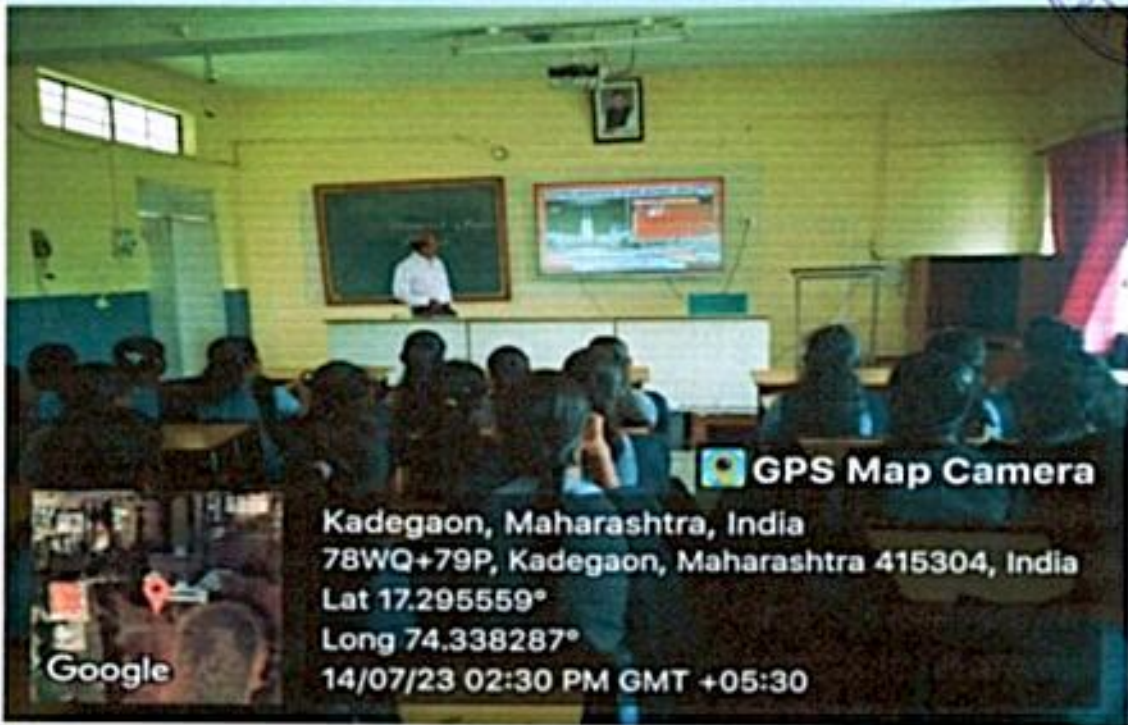 GPS Map Camera
Kadegaon, Maharashtra, India
78WQ+79P, Kadegaon, Maharashtra 415304, India
Lat 17.295559°
Long 74.338287°
14/07/23 02:30 PM GMT +05:30
Google